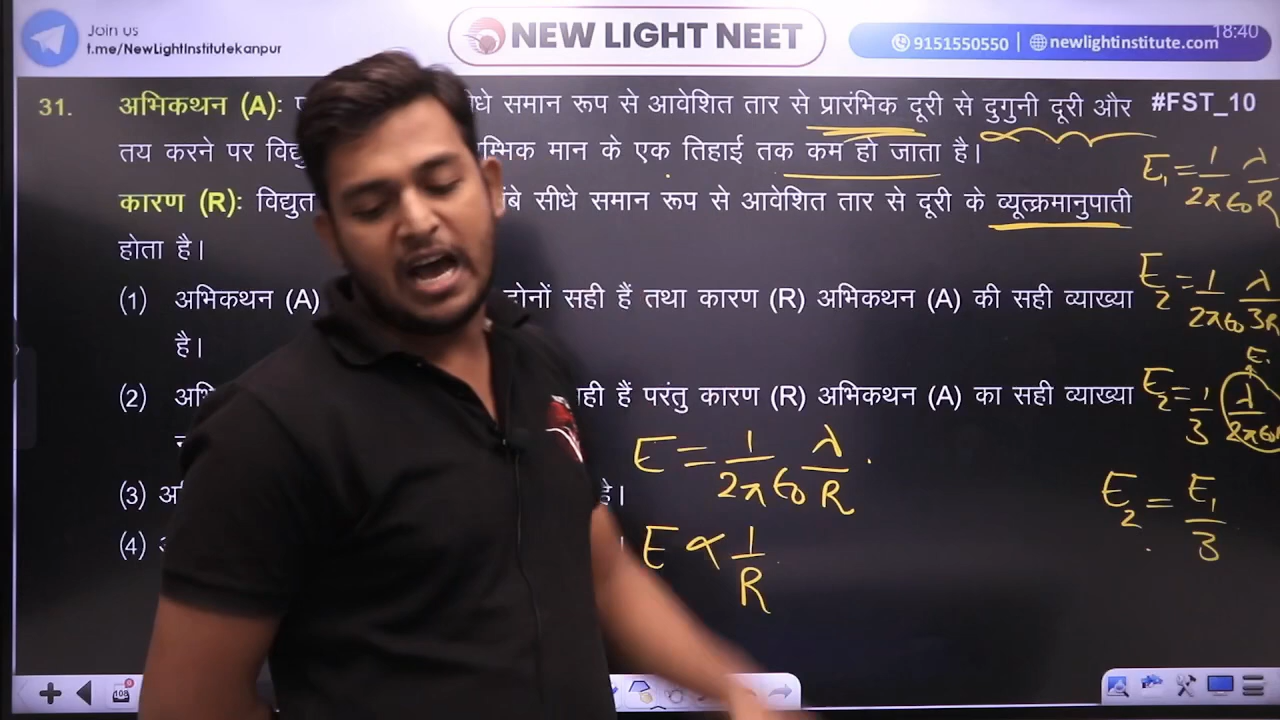 Join us
t.me/NewLightInstitutekanpur
NEW LIGHT NEET
9151550550 | newlightinstitute.com
18:40
31. अभिकथन (A): समान रूप से आवेशित तार से प्रारंभिक दूरी से दुगुनी दूरी और #FST_10
तय करने पर मान के एक तिहाई तक कम हो जाता है।
कारण (R): विद्युत सीधे समान रूप से आवेशित तार से दूरी के व्यूत्क्रमानुपाती
होता है।
(1) अभिकथन (A) दोनों सही हैं तथा कारण (R) अभिकथन (A) की सही व्याख्या
है।
(2) हैं परंतु कारण (R) अभिकथन (A) का सही व्याख्या
(3) है।
(4)
E = 1/2πε₀ λ/R
E ∝ 1/R
E₁ = 1/2πε₀ λ/R
E₂ = 1/2πε₀ λ/3R
E₂ = 1/3
E₂ = E₁/3